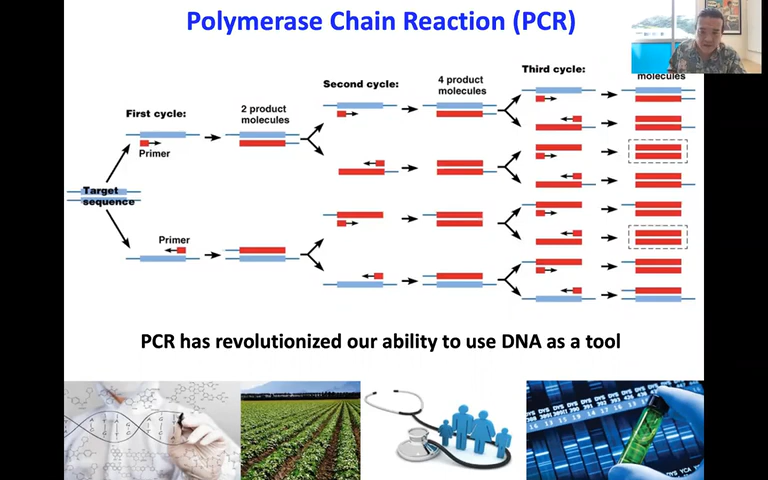 Polymerase Chain Reaction (PCR)
First cycle:
2 product
molecules
Second cycle:
4 product
molecules
Third cycle:
molecules
Primer
Target
sequence
Primer
PCR has revolutionized our ability to use DNA as a tool